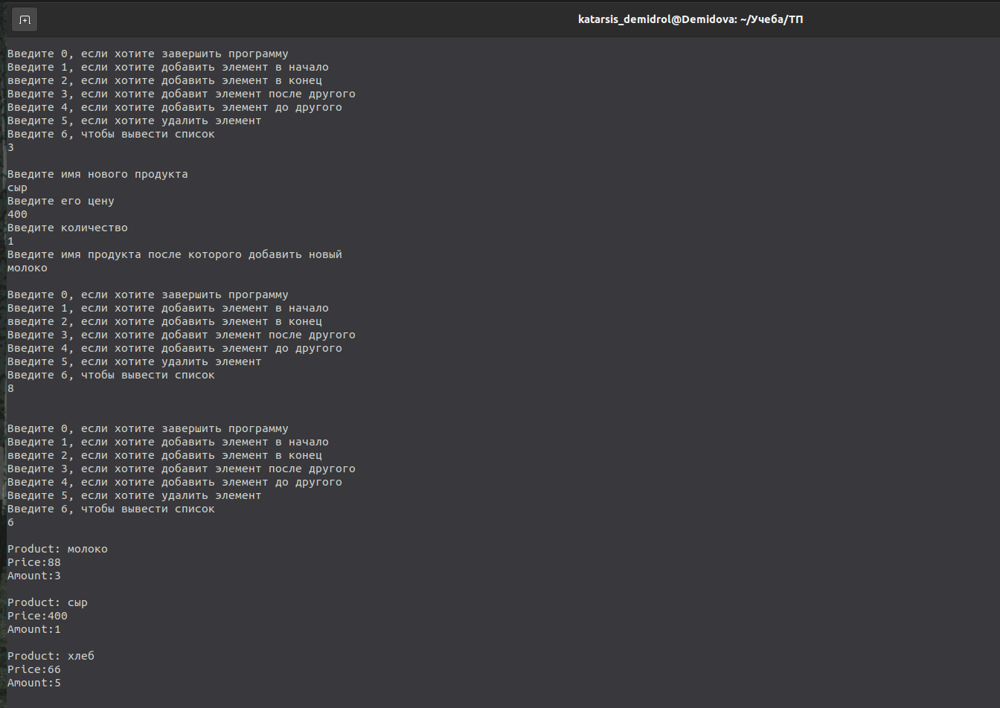 katarsis_demidrol@Demidova: ~/Учеба/ТП
Введите 0, если хотите завершить программу
Введите 1, если хотите добавить элемент в начало
введите 2, если хотите добавить элемент в конец
Введите 3, если хотите добавит элемент после другого
Введите 4, если хотите добавить элемент до другого
Введите 5, если хотите удалить элемент
Введите 6, чтобы вывести список
3
Введите имя нового продукта
сыр
Введите его цену
400
Введите количество
1
Введите имя продукта после которого добавить новый
молоко
Введите 0, если хотите завершить программу
Введите 1, если хотите добавить элемент в начало
введите 2, если хотите добавить элемент в конец
Введите 3, если хотите добавит элемент после другого
Введите 4, если хотите добавить элемент до другого
Введите 5, если хотите удалить элемент
Введите 6, чтобы вывести список
8
Введите 0, если хотите завершить программу
Введите 1, если хотите добавить элемент в начало
введите 2, если хотите добавить элемент в конец
Введите 3, если хотите добавит элемент после другого
Введите 4, если хотите добавить элемент до другого
Введите 5, если хотите удалить элемент
Введите 6, чтобы вывести список
6
Product: молоко
Price:88
Amount:3
Product: сыр
Price:400
Amount:1
Product: хлеб
Price:66
Amount:5